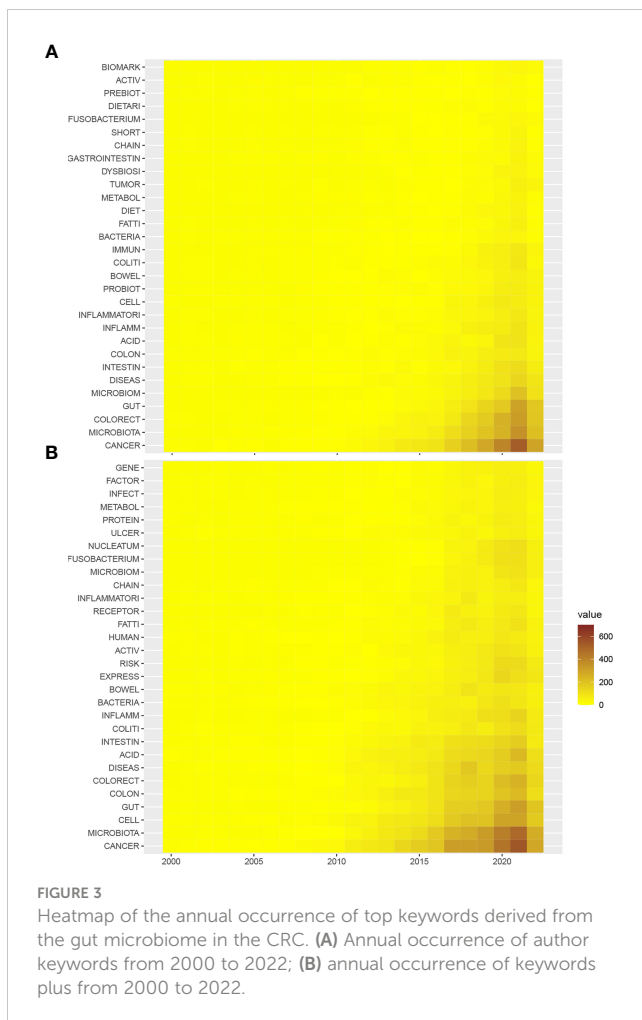 A
BIOMARK
ACTIV
PREBIOT
DIETARI
FUSOBACTERIUM
SHORT
CHAIN
GASTROINTESTIN
DYSBIOSI
TUMOR
METABOL
DIET
FATTI
BACTERIA
IMMUN
COLITI
BOWEL
PROBIOT
CELL
INFLAMMATORI
INFLAMM
ACID
COLON
INTESTIN
DISEAS
MICROBIOM
GUT
COLORECT
MICROBIOTA
CANCER
B
GENE
FACTOR
INFECT
METABOL
PROTEIN
ULCER
NUCLEATUM
FUSOBACTERIUM
MICROBIOM
CHAIN
INFLAMMATORI
RECEPTOR
FATTI
HUMAN
ACTIV
RISK
EXPRESS
BOWEL
BACTERIA
INFLAMM
COLITI
INTESTIN
ACID
DISEAS
COLORECT
COLON
GUT
CELL
MICROBIOTA
CANCER
2000 2005 2010 2015 2020
value
600
400
200
0
FIGURE 3
Heatmap of the annual occurrence of top keywords derived from
the gut microbiome in the CRC. (A) Annual occurrence of author
keywords from 2000 to 2022; (B) annual occurrence of keywords
plus from 2000 to 2022.